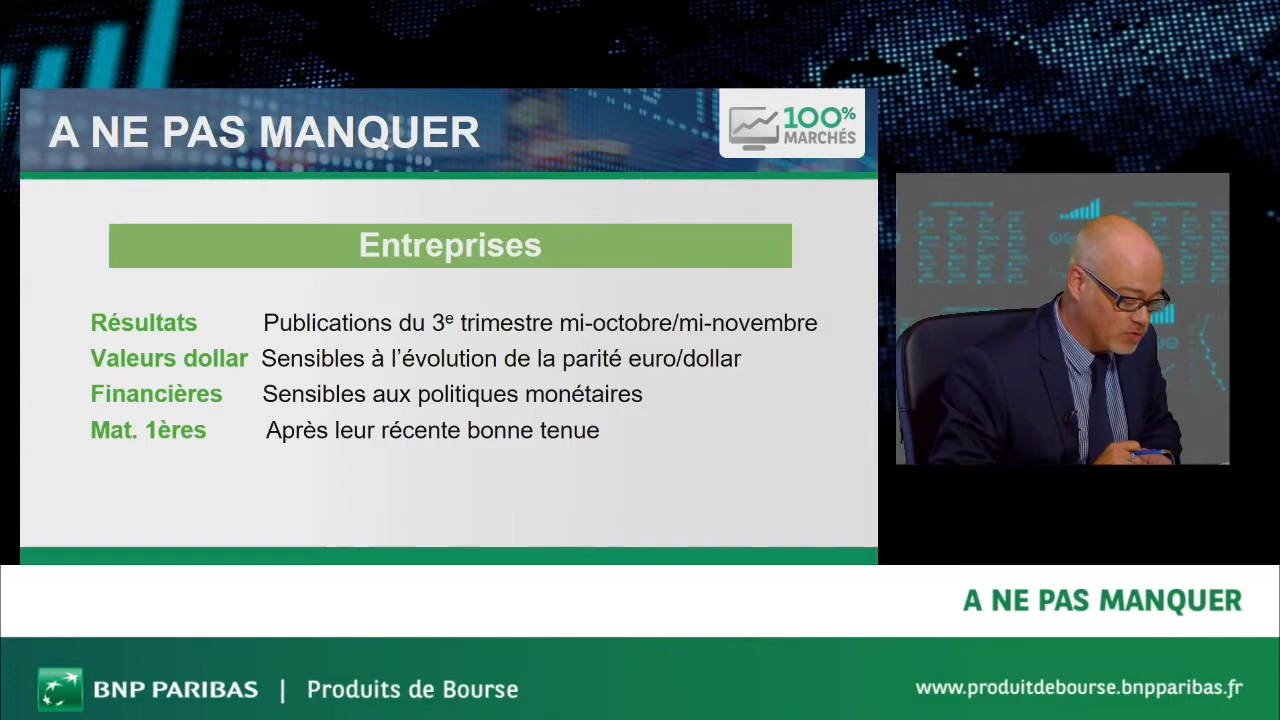 A NE PAS MANQUER
100%
MARCHÉS
Entreprises
Résultats Publications du 3e trimestre mi-octobre/mi-novembre
Valeurs dollar Sensibles à l’évolution de la parité euro/dollar
Financières Sensibles aux politiques monétaires
Mat. 1ères Après leur récente bonne tenue
A NE PAS MANQUER
BNP PARIBAS | Produits de Bourse
www.produitdebourse.bnpparibas.fr